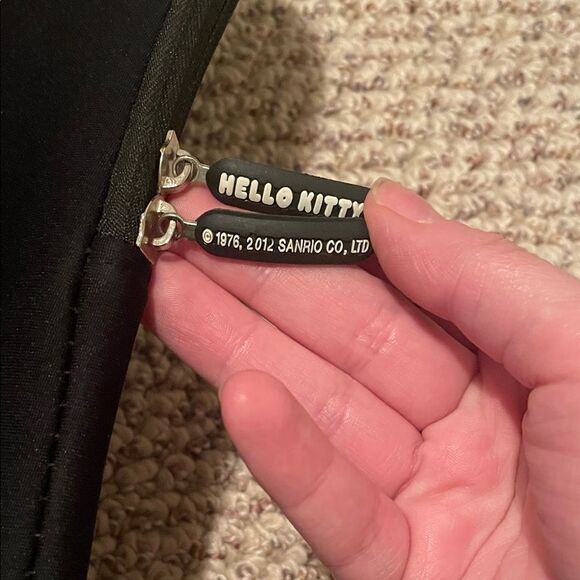 HELLO KITTY
© 1976, 2012 SANRIO CO., LTD